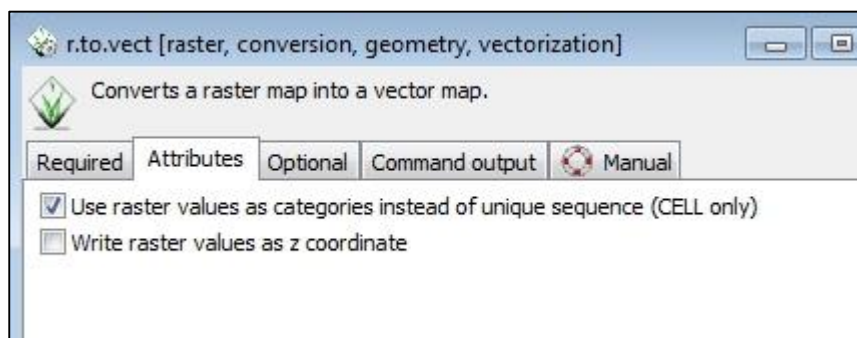 r.to.vect [raster, conversion, geometry, vectorization]
Converts a raster map into a vector map.
Required Attributes Optional Command output Manual
Use raster values as categories instead of unique sequence (CELL only)
Write raster values as z coordinate